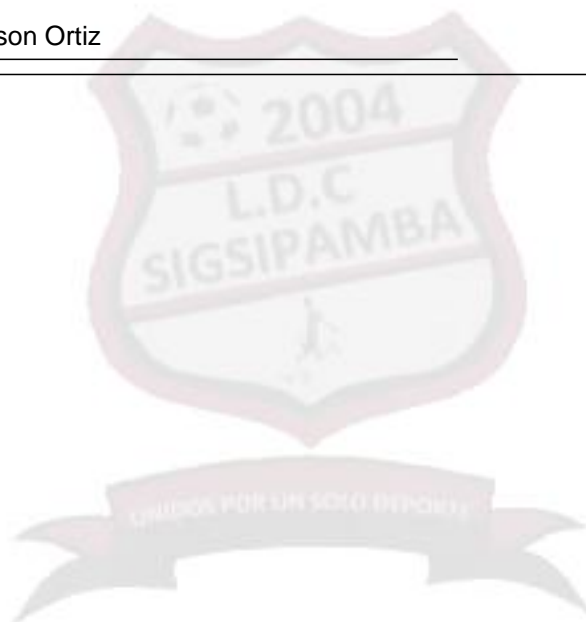 son Ortiz
2004
L.D.C
SIGSIPAMBA
UNIDOS POR UN SOLO DEPORTE